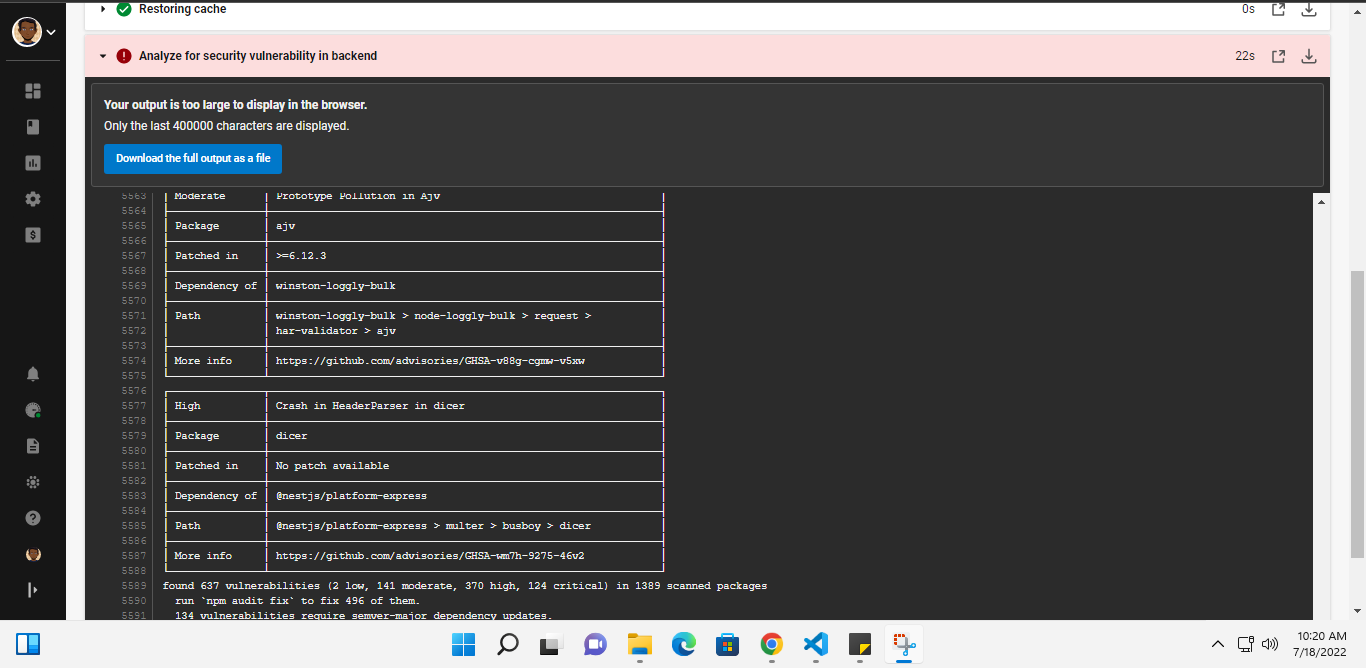 Restoring cache
0s
Analyze for security vulnerability in backend
22s
Your output is too large to display in the browser.
Only the last 400000 characters are displayed.
Download the full output as a file
5563 | Moderate | Prototype Pollution in Ajv |
5564
5565 | Package | ajv |
5566
5567 | Patched in | >=6.12.3 |
5568
5569 | Dependency of | winston-loggly-bulk |
5570
5571 | Path | winston-loggly-bulk > node-loggly-bulk > request > |
5572 | | har-validator > ajv |
5573
5574 | More info | https://github.com/advisories/GHSA-v88g-cgmw-v5xw |
5575
5576
5577 | High | Crash in HeaderParser in dicer |
5578
5579 | Package | dicer |
5580
5581 | Patched in | No patch available |
5582
5583 | Dependency of | @nestjs/platform-express |
5584
5585 | Path | @nestjs/platform-express > multer > busboy > dicer |
5586
5587 | More info | https://github.com/advisories/GHSA-wm7h-9275-46v2 |
5588
5589 found 637 vulnerabilities (2 low, 141 moderate, 370 high, 124 critical) in 1389 scanned packages
5590 run `npm audit fix` to fix 496 of them.
5591 134 vulnerabilities require semver-major dependency updates.
10:20 AM
7/18/2022